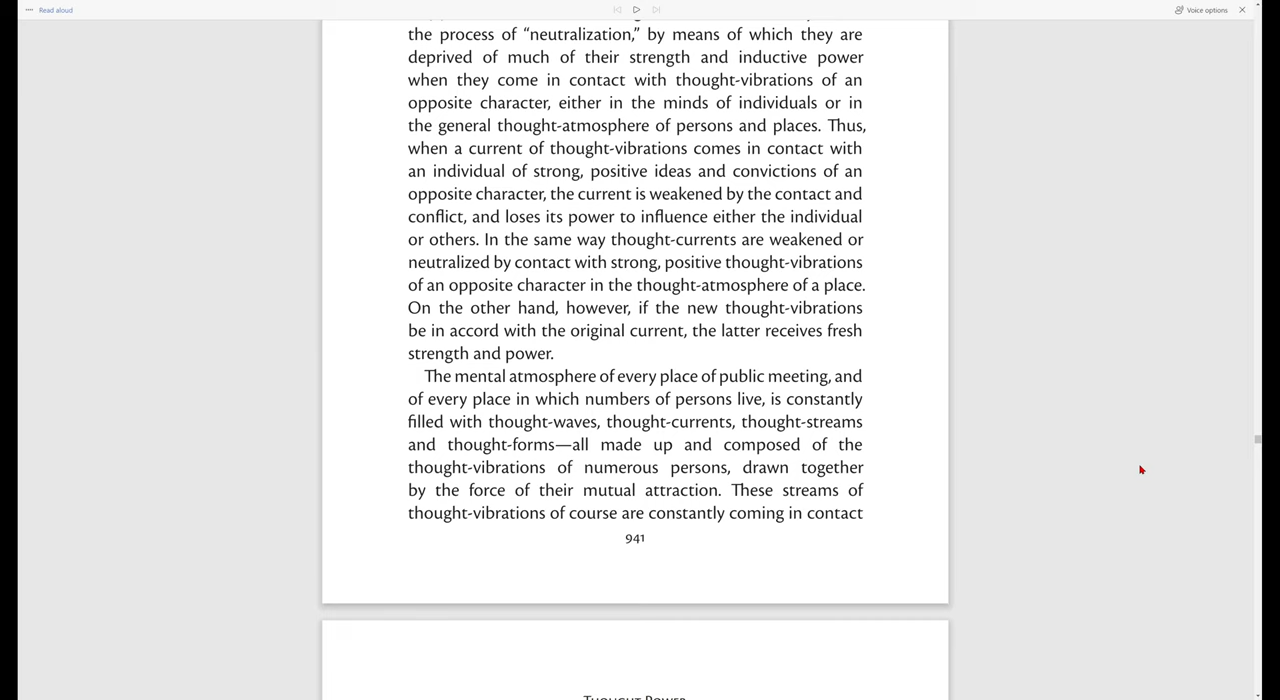 Read aloud
Voice options
the process of “neutralization,” by means of which they are
deprived of much of their strength and inductive power
when they come in contact with thought-vibrations of an
opposite character, either in the minds of individuals or in
the general thought-atmosphere of persons and places. Thus,
when a current of thought-vibrations comes in contact with
an individual of strong, positive ideas and convictions of an
opposite character, the current is weakened by the contact and
conflict, and loses its power to influence either the individual
or others. In the same way thought-currents are weakened or
neutralized by contact with strong, positive thought-vibrations
of an opposite character in the thought-atmosphere of a place.
On the other hand, however, if the new thought-vibrations
be in accord with the original current, the latter receives fresh
strength and power.
The mental atmosphere of every place of public meeting, and
of every place in which numbers of persons live, is constantly
filled with thought-waves, thought-currents, thought-streams
and thought-forms—all made up and composed of the
thought-vibrations of numerous persons, drawn together
by the force of their mutual attraction. These streams of
thought-vibrations of course are constantly coming in contact
941
Thought Power